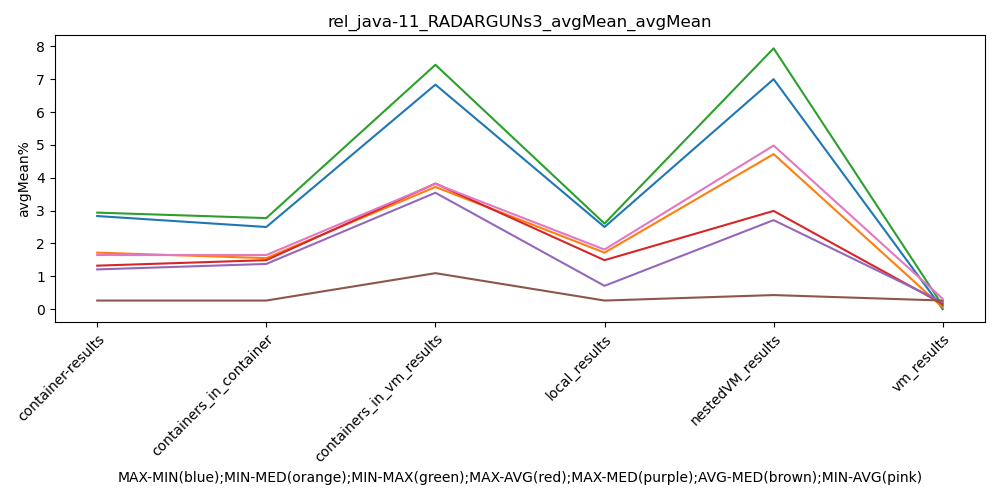 rel_java-11_RADARGUNs3_avgMean_avgMean
avgMean%
8
7
6
5
4
3
2
1
0
container-results
containers_in_container
containers_in_vm_results
local_results
nestedVM_results
vm_results
MAX-MIN(blue);MIN-MED(orange);MIN-MAX(green);MAX-AVG(red);MAX-MED(purple);AVG-MED(brown);MIN-AVG(pink)